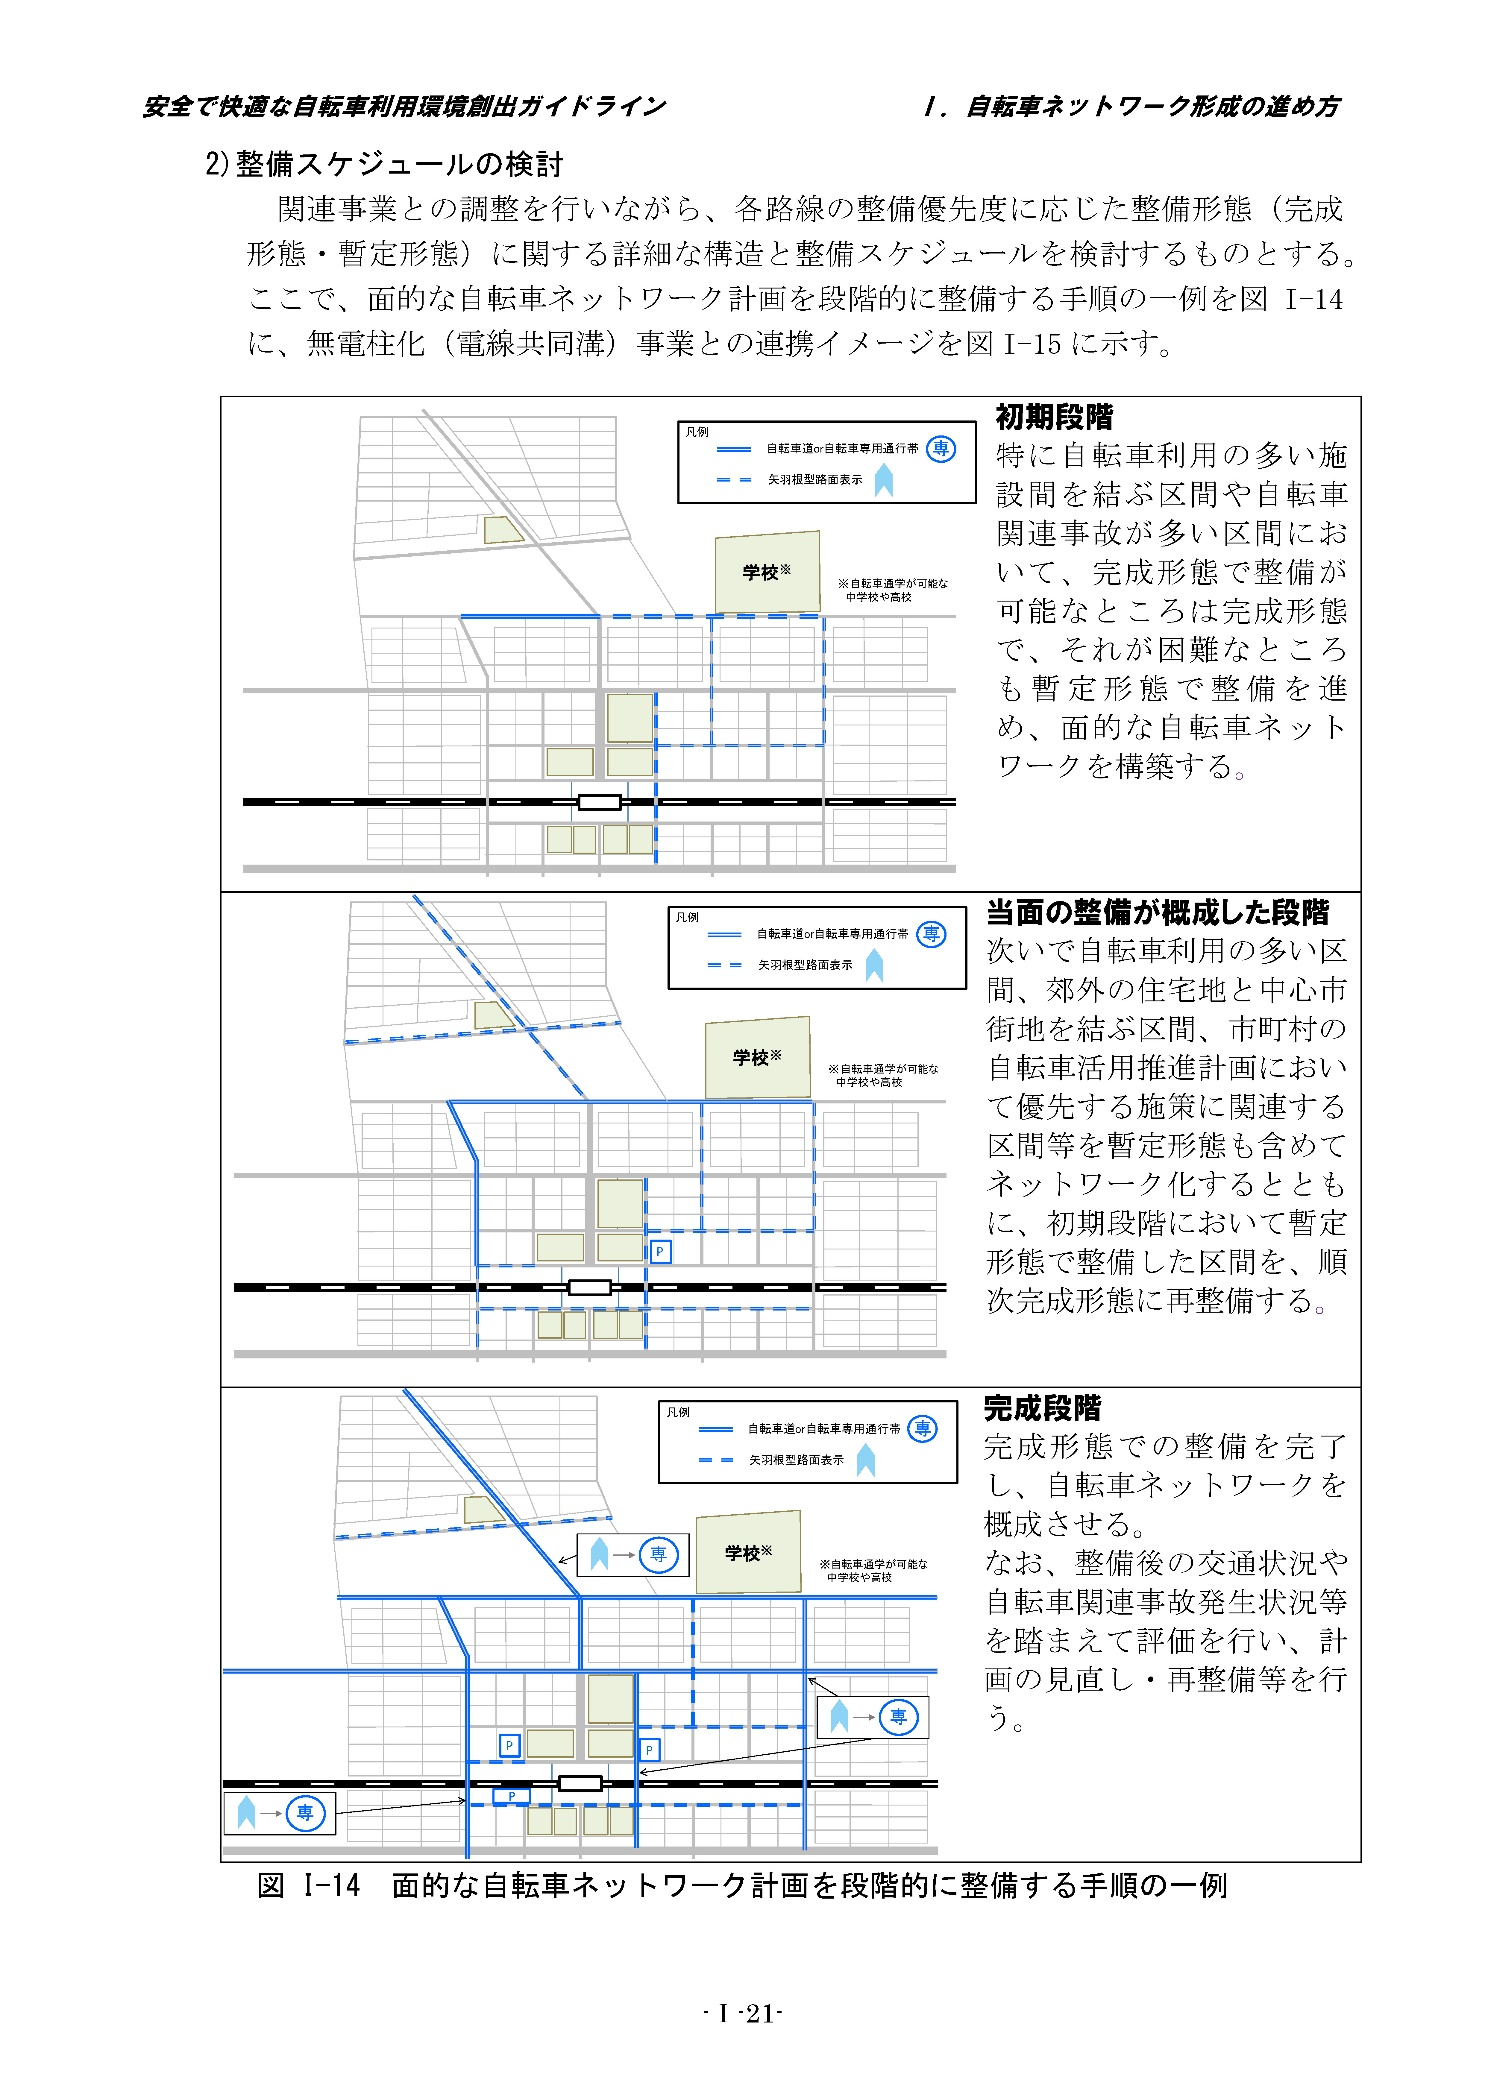 安全で快適な自転車利用環境創出ガイドライン
Ⅰ．自転車ネットワーク形成の進め方
2)整備スケジュールの検討
関連事業との調整を行いながら、各路線の整備優先度に応じた整備形態（完成
形態・暫定形態）に関する詳細な構造と整備スケジュールを検討するものとする。
ここで、面的な自転車ネットワーク計画を段階的に整備する手順の一例を図 I-14
に、無電柱化（電線共同溝）事業との連携イメージを図 I-15 に示す。
凡例
自転車道or自転車専用通行帯 専
矢羽根型路面表示
学校※
※自転車通学が可能な
中学校や高校
初期段階
特に自転車利用の多い施
設間を結ぶ区間や自転車
関連事故が多い区間にお
いて、完成形態で整備が
可能なところは完成形態
で、それが困難なところ
も暫定形態で整備を進
め、面的な自転車ネット
ワークを構築する。
凡例
自転車道or自転車専用通行帯 専
矢羽根型路面表示
学校※
※自転車通学が可能な
中学校や高校
P
当面の整備が概成した段階
次いで自転車利用の多い区
間、郊外の住宅地と中心市
街地を結ぶ区間、市町村の
自転車活用推進計画におい
て優先する施策に関連する
区間等を暫定形態も含めて
ネットワーク化するととも
に、初期段階において暫定
形態で整備した区間を、順
次完成形態に再整備する。
凡例
自転車道or自転車専用通行帯 専
矢羽根型路面表示
専
学校※
※自転車通学が可能な
中学校や高校
専
P
P
P
専
完成段階
完成形態での整備を完了
し、自転車ネットワークを
概成させる。
なお、整備後の交通状況や
自転車関連事故発生状況等
を踏まえて評価を行い、計
画の見直し・再整備等を行
う。
図 I-14　面的な自転車ネットワーク計画を段階的に整備する手順の一例
- I -21-